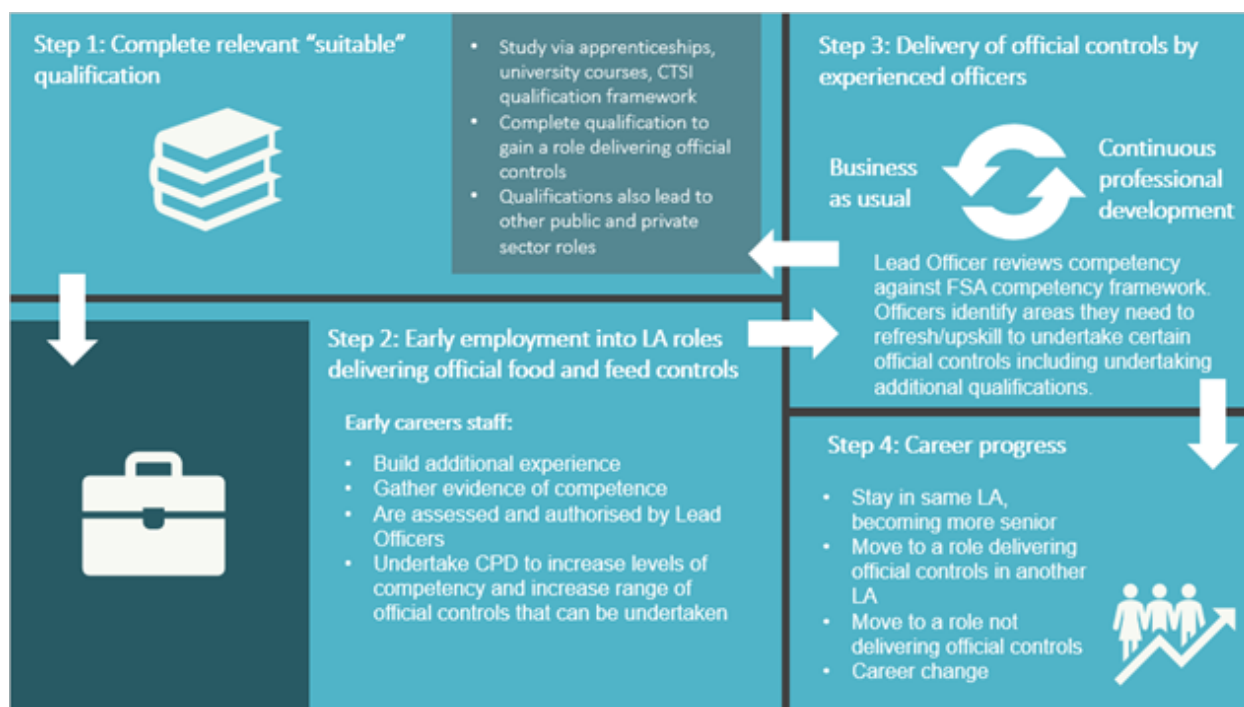 Step 1: Complete relevant “suitable”
qualification
• Study via apprenticeships,
university courses, CTSI
qualification framework
• Complete qualification to
gain a role delivering official
controls
• Qualifications also lead to
other public and private
sector roles
Step 2: Early employment into LA roles
delivering official food and feed controls
Early careers staff:
• Build additional experience
• Gather evidence of competence
• Are assessed and authorised by Lead
Officers
• Undertake CPD to increase levels of
competency and increase range of
official controls that can be undertaken
Step 3: Delivery of official controls by
experienced officers
Business
as usual
Continuous
professional
development
Lead Officer reviews competency
against FSA competency framework.
Officers identify areas they need to
refresh/upskill to undertake certain
official controls including undertaking
additional qualifications.
Step 4: Career progress
• Stay in same LA,
becoming more senior
• Move to a role delivering
official controls in another
LA
• Move to a role not
delivering official controls
• Career change